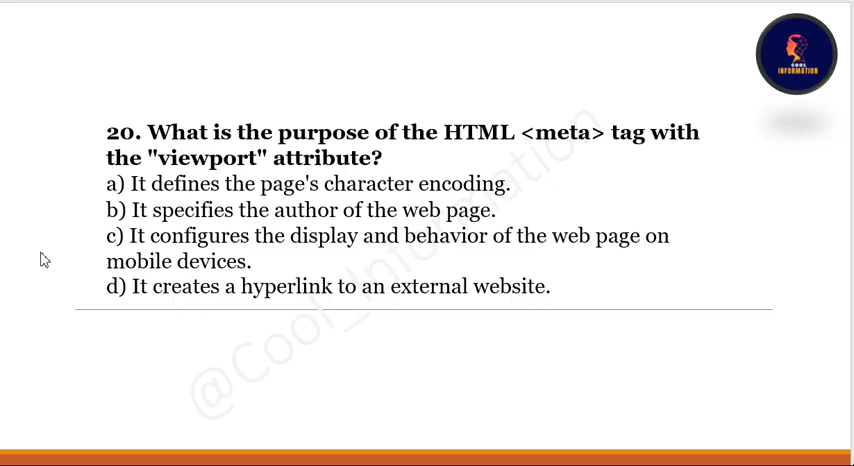 COOL
INFORMATION
20. What is the purpose of the HTML <meta> tag with
the "viewport" attribute?
a) It defines the page's character encoding.
b) It specifies the author of the web page.
c) It configures the display and behavior of the web page on
mobile devices.
d) It creates a hyperlink to an external website.
@Cool_Information